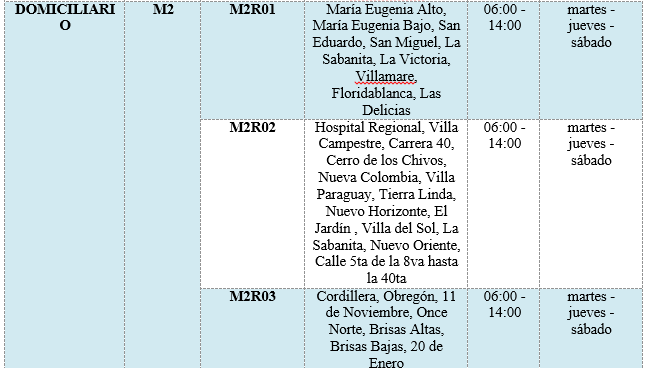 DOMICILIARI
O
M2
M2R01
María Eugenia Alto,
María Eugenia Bajo, San
Eduardo, San Miguel, La
Sabanita, La Victoria,
Villamare,
Floridablanca, Las
Delicias
06:00 -
14:00
martes -
jueves -
sábado
M2R02
Hospital Regional, Villa
Campestre, Carrera 40,
Cerro de los Chivos,
Nueva Colombia, Villa
Paraguay, Tierra Linda,
Nuevo Horizonte, El
Jardín , Villa del Sol, La
Sabanita, Nuevo Oriente,
Calle 5ta de la 8va hasta
la 40ta
06:00 -
14:00
martes -
jueves -
sábado
M2R03
Cordillera, Obregón, 11
de Noviembre, Once
Norte, Brisas Altas,
Brisas Bajas, 20 de
Enero
06:00 -
14:00
martes -
jueves -
sábado